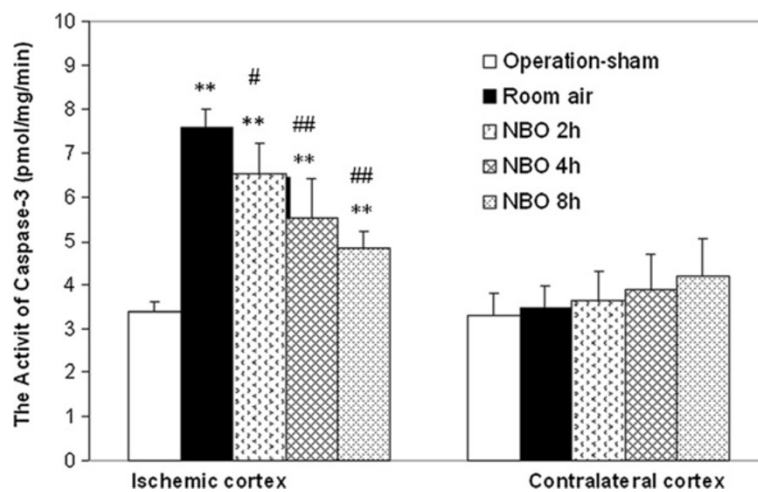 The Activit of Caspase-3 (pmol/mg/min)
10
9
8
7
6
5
4
3
2
1
0
**
#
**
##
**
##
**
Operation-sham
Room air
NBO 2h
NBO 4h
NBO 8h
Ischemic cortex
Contralateral cortex